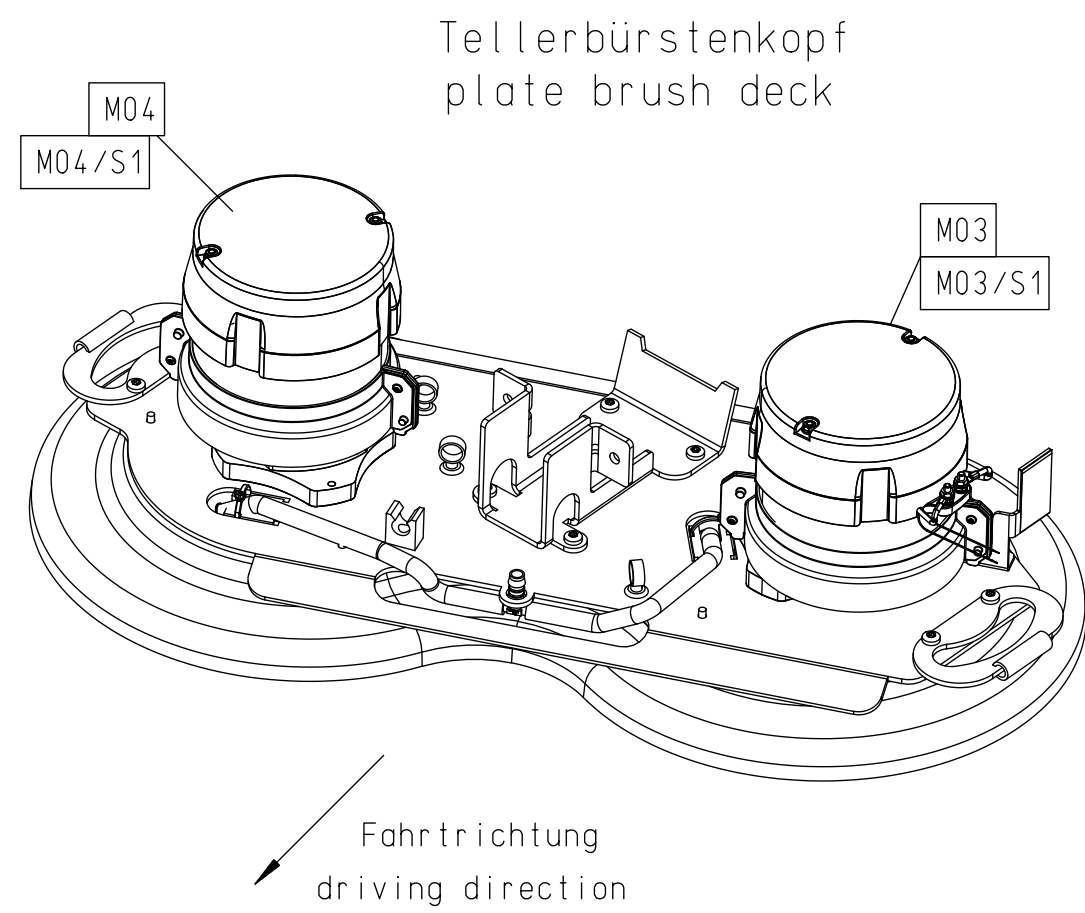 Tellerbürstenkopf
plate brush deck
M04
M04/S1
M03
M03/S1
Fahrtrichtung
driving direction